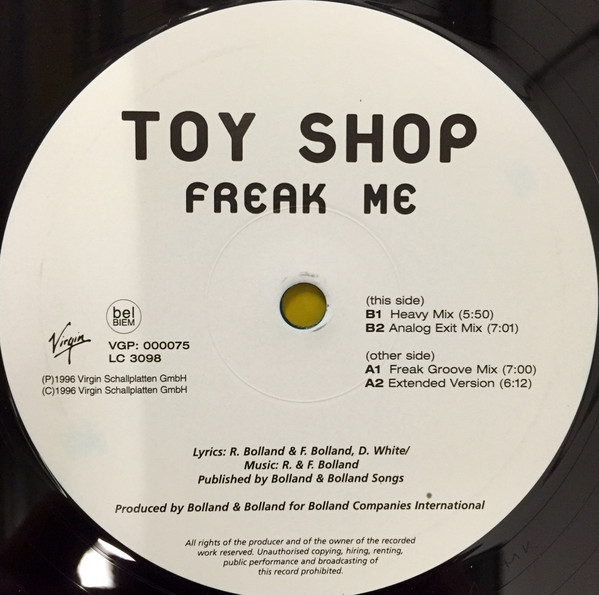 TOY SHOP
FREAK ME
bel
BIEM
Virgin
VGP: 000075
LC 3098
(P)1996 Virgin Schallplatten GmbH
(C)1996 Virgin Schallplatten GmbH
(this side)
B1 Heavy Mix (5:50)
B2 Analog Exit Mix (7:01)
(other side)
A1 Freak Groove Mix (7:00)
A2 Extended Version (6:12)
Lyrics: R. Bolland & F. Bolland, D. White/
Music: R. & F. Bolland
Published by Bolland & Bolland Songs
Produced by Bolland & Bolland for Bolland Companies International
All rights of the producer and of the owner of the recorded
work reserved. Unauthorised copying, hiring, renting,
public performance and broadcasting of
this record prohibited.